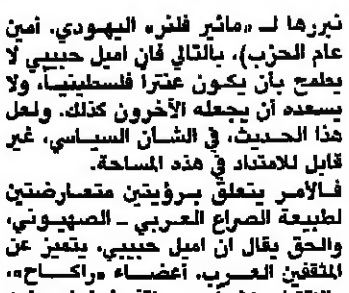 نبررها لـ «مائير فلنر» اليهودي، أمين
عام الحزب)، بالتالي فان اميل حبيبي لا
يطمح بأن يكون عنتراً فلسطينياً، ولا
يسعده أن يجعله الآخرون كذلك. ولعل
هذا الحديث، في الشأن السياسي، غير
قابل للامتداد في هذه المساحة.
فالأمر يتعلق برؤيتين متعارضتين
لطبيعة الصراع العربي ـ الصهيوني،
والحق يقال ان اميل حبيبي، يتميز عن
المثقفين العرب، أعضاء «راكاح»،